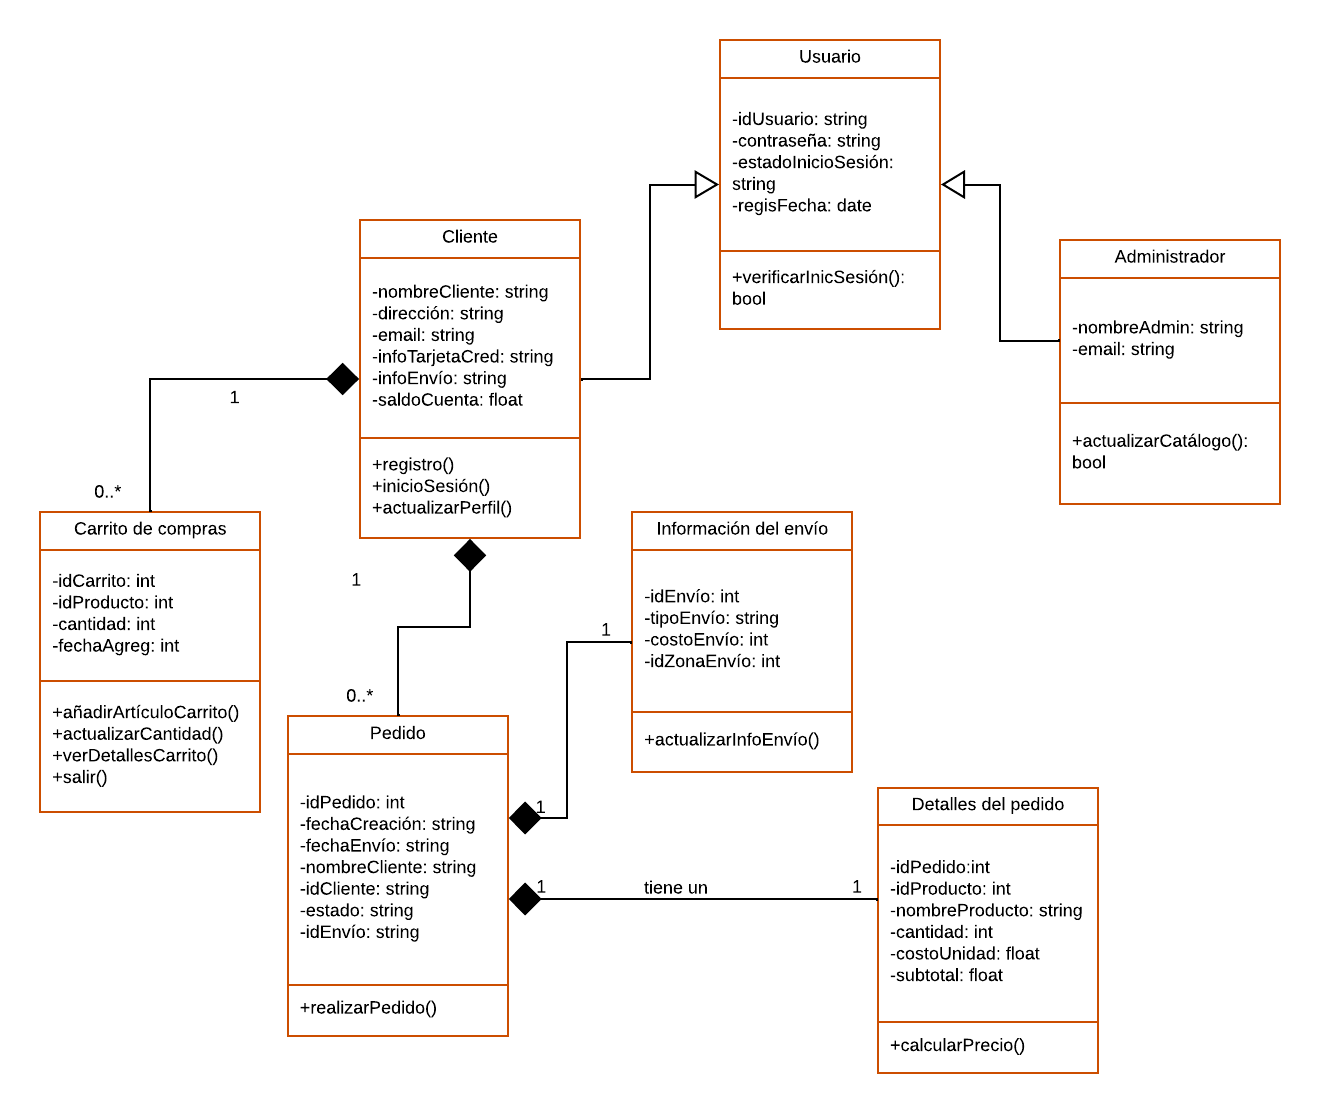 Usuario
-idUsuario: string
-contraseña: string
-estadoInicioSesión:
string
-regisFecha: date
+verificarInicSesión():
bool
Cliente
-nombreCliente: string
-dirección: string
-email: string
-infoTarjetaCred: string
-infoEnvío: string
-saldoCuenta: float
+registro()
+inicioSesión()
+actualizarPerfil()
Administrador
-nombreAdmin: string
-email: string
+actualizarCatálogo():
bool
1
0..*
Carrito de compras
-idCarrito: int
-idProducto: int
-cantidad: int
-fechaAgreg: int
+añadirArtículoCarrito()
+actualizarCantidad()
+verDetallesCarrito()
+salir()
1
0..*
Información del envío
-idEnvío: int
-tipoEnvío: string
-costoEnvío: int
-idZonaEnvío: int
+actualizarInfoEnvío()
1
1
Pedido
-idPedido: int
-fechaCreación: string
-fechaEnvío: string
-nombreCliente: string
-idCliente: string
-estado: string
-idEnvío: string
+realizarPedido()
1
tiene un
1
Detalles del pedido
-idPedido:int
-idProducto: int
-nombreProducto: string
-cantidad: int
-costoUnidad: float
-subtotal: float
+calcularPrecio()